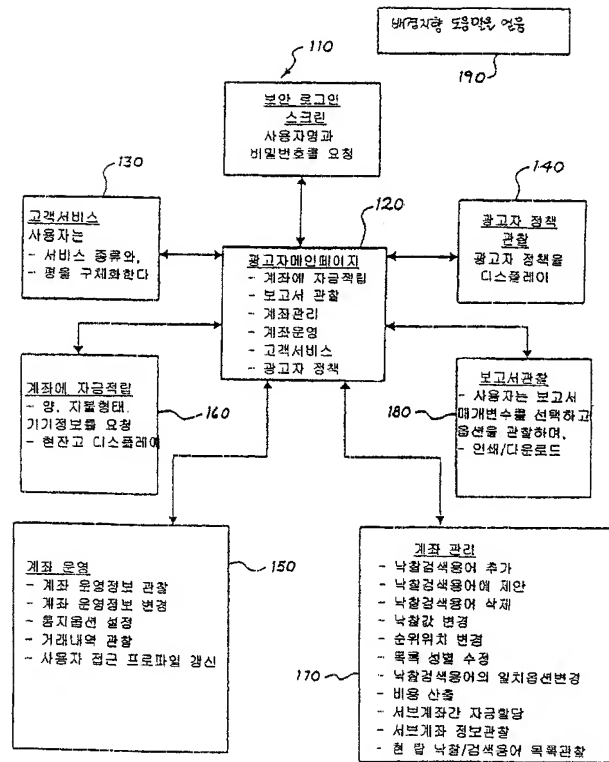 배경지향 도움말을 얻음
190
110
보안 로그인
스크린
사용자명과
비밀번호를 요청
130
고객서비스
사용자는
- 서비스 종류와,
- 평을 구체화한다
120
광고자메인페이지
- 계좌에 자금적립
- 보고서 관찰
- 계좌관리
- 계좌운영
- 고객서비스
- 광고자 정책
140
광고자 정책
관찰
광고자 정책을
디스플레이
계좌에 자금적립
- 양, 지불형태,
기기정보를 요청
- 현잔고 디스플레이
160
보고서관찰
- 사용자는 보고서
매개변수를 선택하고
옵션을 관찰하며,
- 인쇄/다운로드
180
계좌 운영
- 계좌 운영정보 관찰
- 계좌 운영정보 변경
- 통지옵션 설정
- 거래내역 관찰
- 사용자 접근 프로파일 갱신
150
계좌 관리
- 낙찰검색용어 추가
- 낙찰검색용어에 제안
- 낙찰검색용어 삭제
- 낙찰값 변경
- 순위위치 변경
- 목록 성별 수정
- 낙찰검색용어의 일치옵션변경
- 비용 산출
- 서브계좌간 자금할당
- 서브계좌 정보관찰
- 현 탑 낙찰/검색용어 목록관찰
170